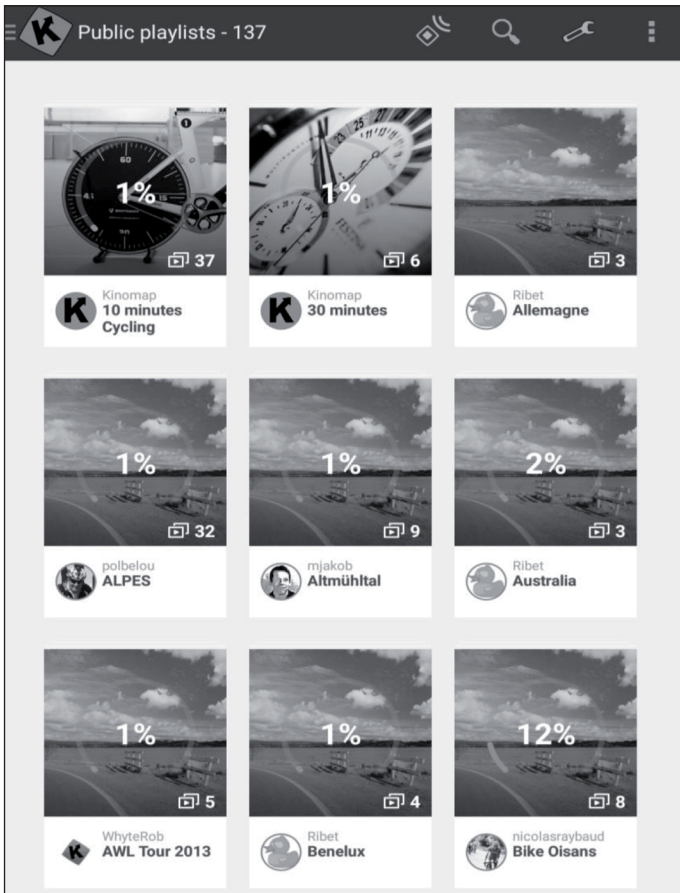 Public playlists - 137
1%
37
Kinomap
10 minutes
Cycling
1%
6
Kinomap
30 minutes
3
Ribet
Allemagne
1%
32
polbelou
ALPES
1%
9
mjakob
Altmühltal
2%
3
Ribet
Australia
1%
5
WhyteRob
AWL Tour 2013
1%
4
Ribet
Benelux
12%
8
nicolasraybaud
Bike Oisans